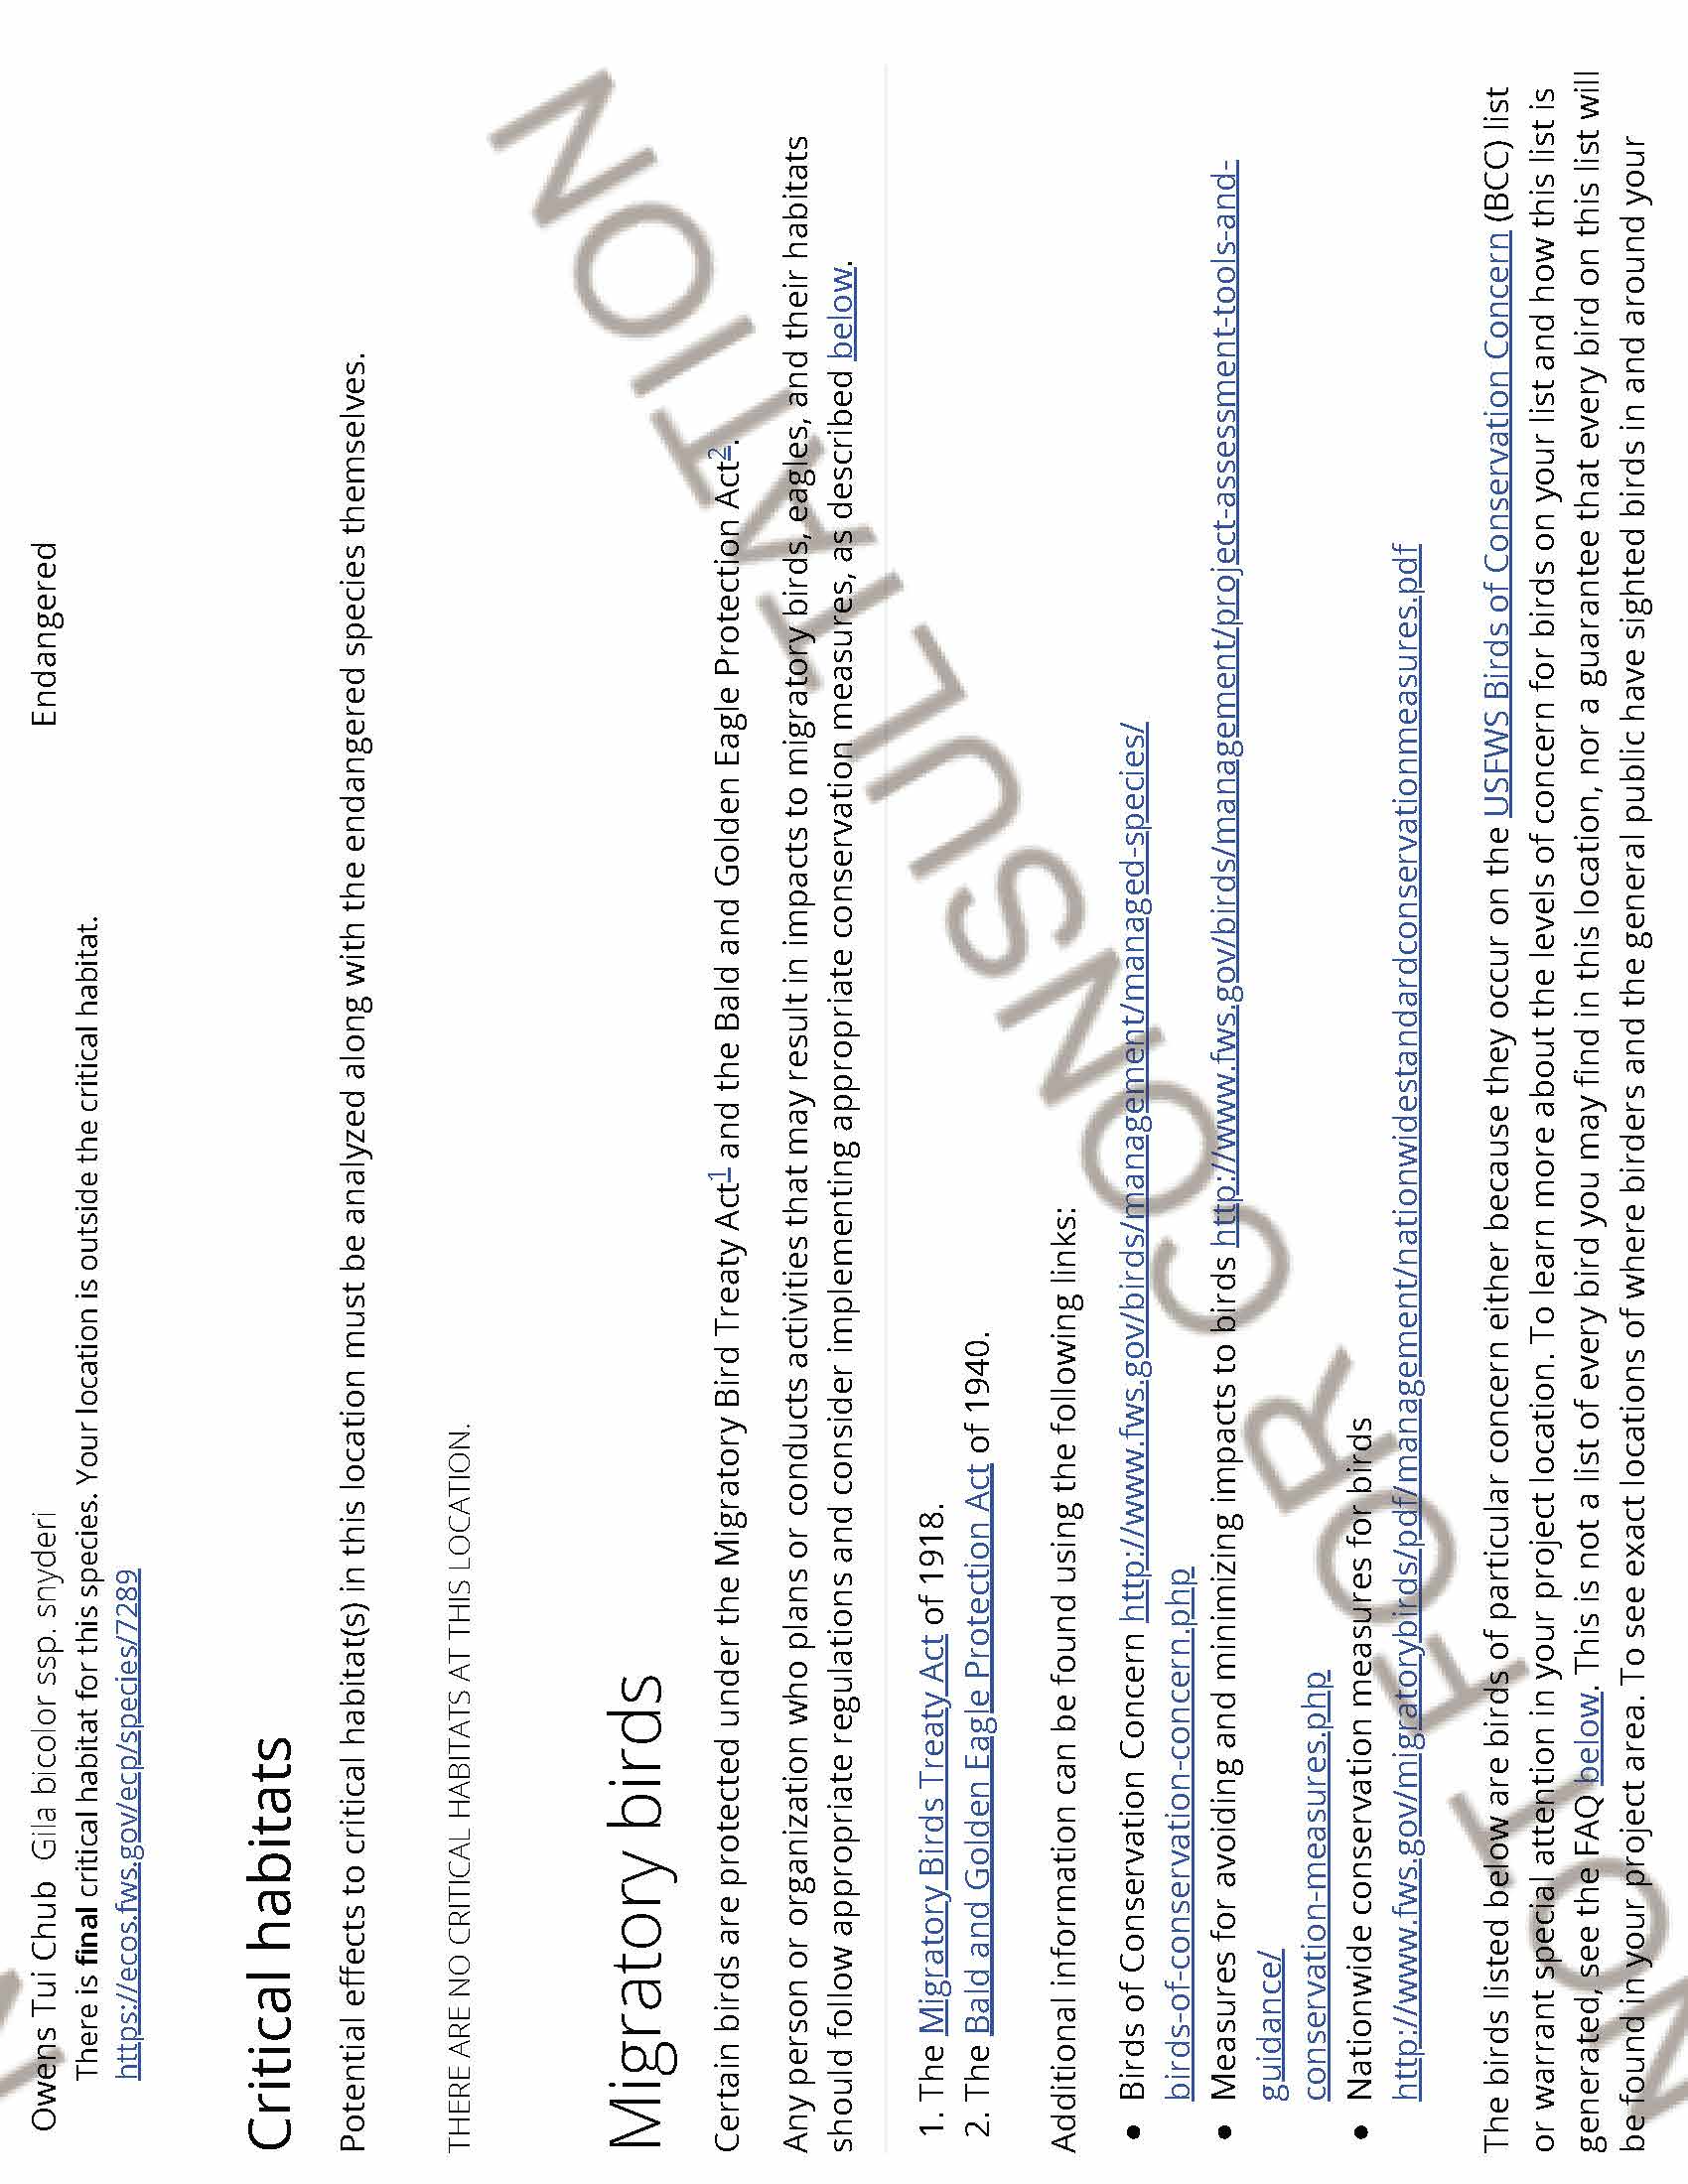 Owens Tui Chub Gila bicolor ssp. snyderi Endangered
There is final critical habitat for this species. Your location is outside the critical habitat.
https://ecos.fws.gov/ecp/species/7289
Critical habitats
Potential effects to critical habitat(s) in this location must be analyzed along with the endangered species themselves.
THERE ARE NO CRITICAL HABITATS AT THIS LOCATION.
Migratory birds
Certain birds are protected under the Migratory Bird Treaty Act1 and the Bald and Golden Eagle Protection Act2.
Any person or organization who plans or conducts activities that may result in impacts to migratory birds, eagles, and their habitats
should follow appropriate regulations and consider implementing appropriate conservation measures, as described below.
1. The Migratory Birds Treaty Act of 1918.
2. The Bald and Golden Eagle Protection Act of 1940.
Additional information can be found using the following links:
• Birds of Conservation Concern http://www.fws.gov/birds/management/managed-species/
birds-of-conservation-concern.php
• Measures for avoiding and minimizing impacts to birds http://www.fws.gov/birds/management/project-assessment-tools-and-
guidance/
conservation-measures.php
• Nationwide conservation measures for birds
http://www.fws.gov/migratorybirds/pdf/management/nationwidestandardconservationmeasures.pdf
The birds listed below are birds of particular concern either because they occur on the USFWS Birds of Conservation Concern (BCC) list
or warrant special attention in your project location. To learn more about the levels of concern for birds on your list and how this list is
generated, see the FAQ below. This is not a list of every bird you may find in this location, nor a guarantee that every bird on this list will
be found in your project area. To see exact locations of where birders and the general public have sighted birds in and around your
NOT FOR CONSULTATION